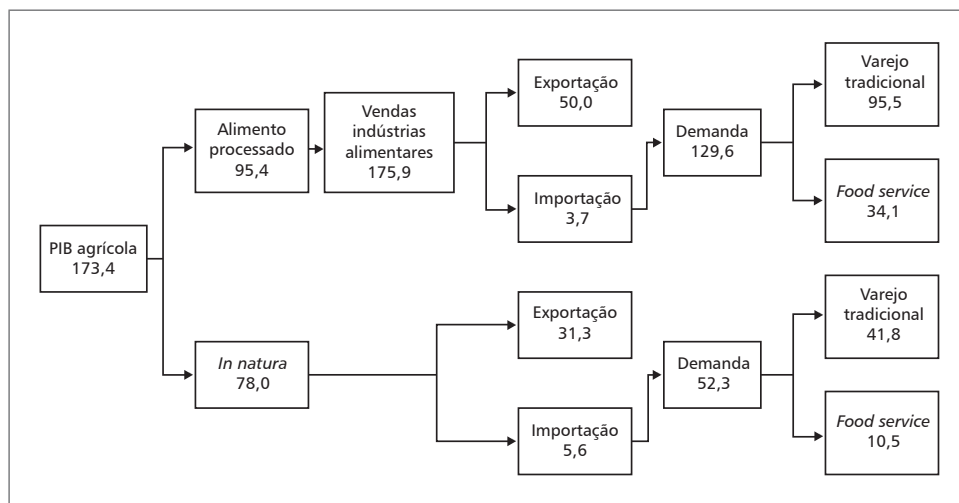 PIB agrícola
173,4
Alimento
processado
95,4
Vendas
indústrias
alimentares
175,9
Exportação
50,0
Importação
3,7
Demanda
129,6
Varejo
tradicional
95,5
Food service
34,1
In natura
78,0
Exportação
31,3
Importação
5,6
Demanda
52,3
Varejo
tradicional
41,8
Food service
10,5